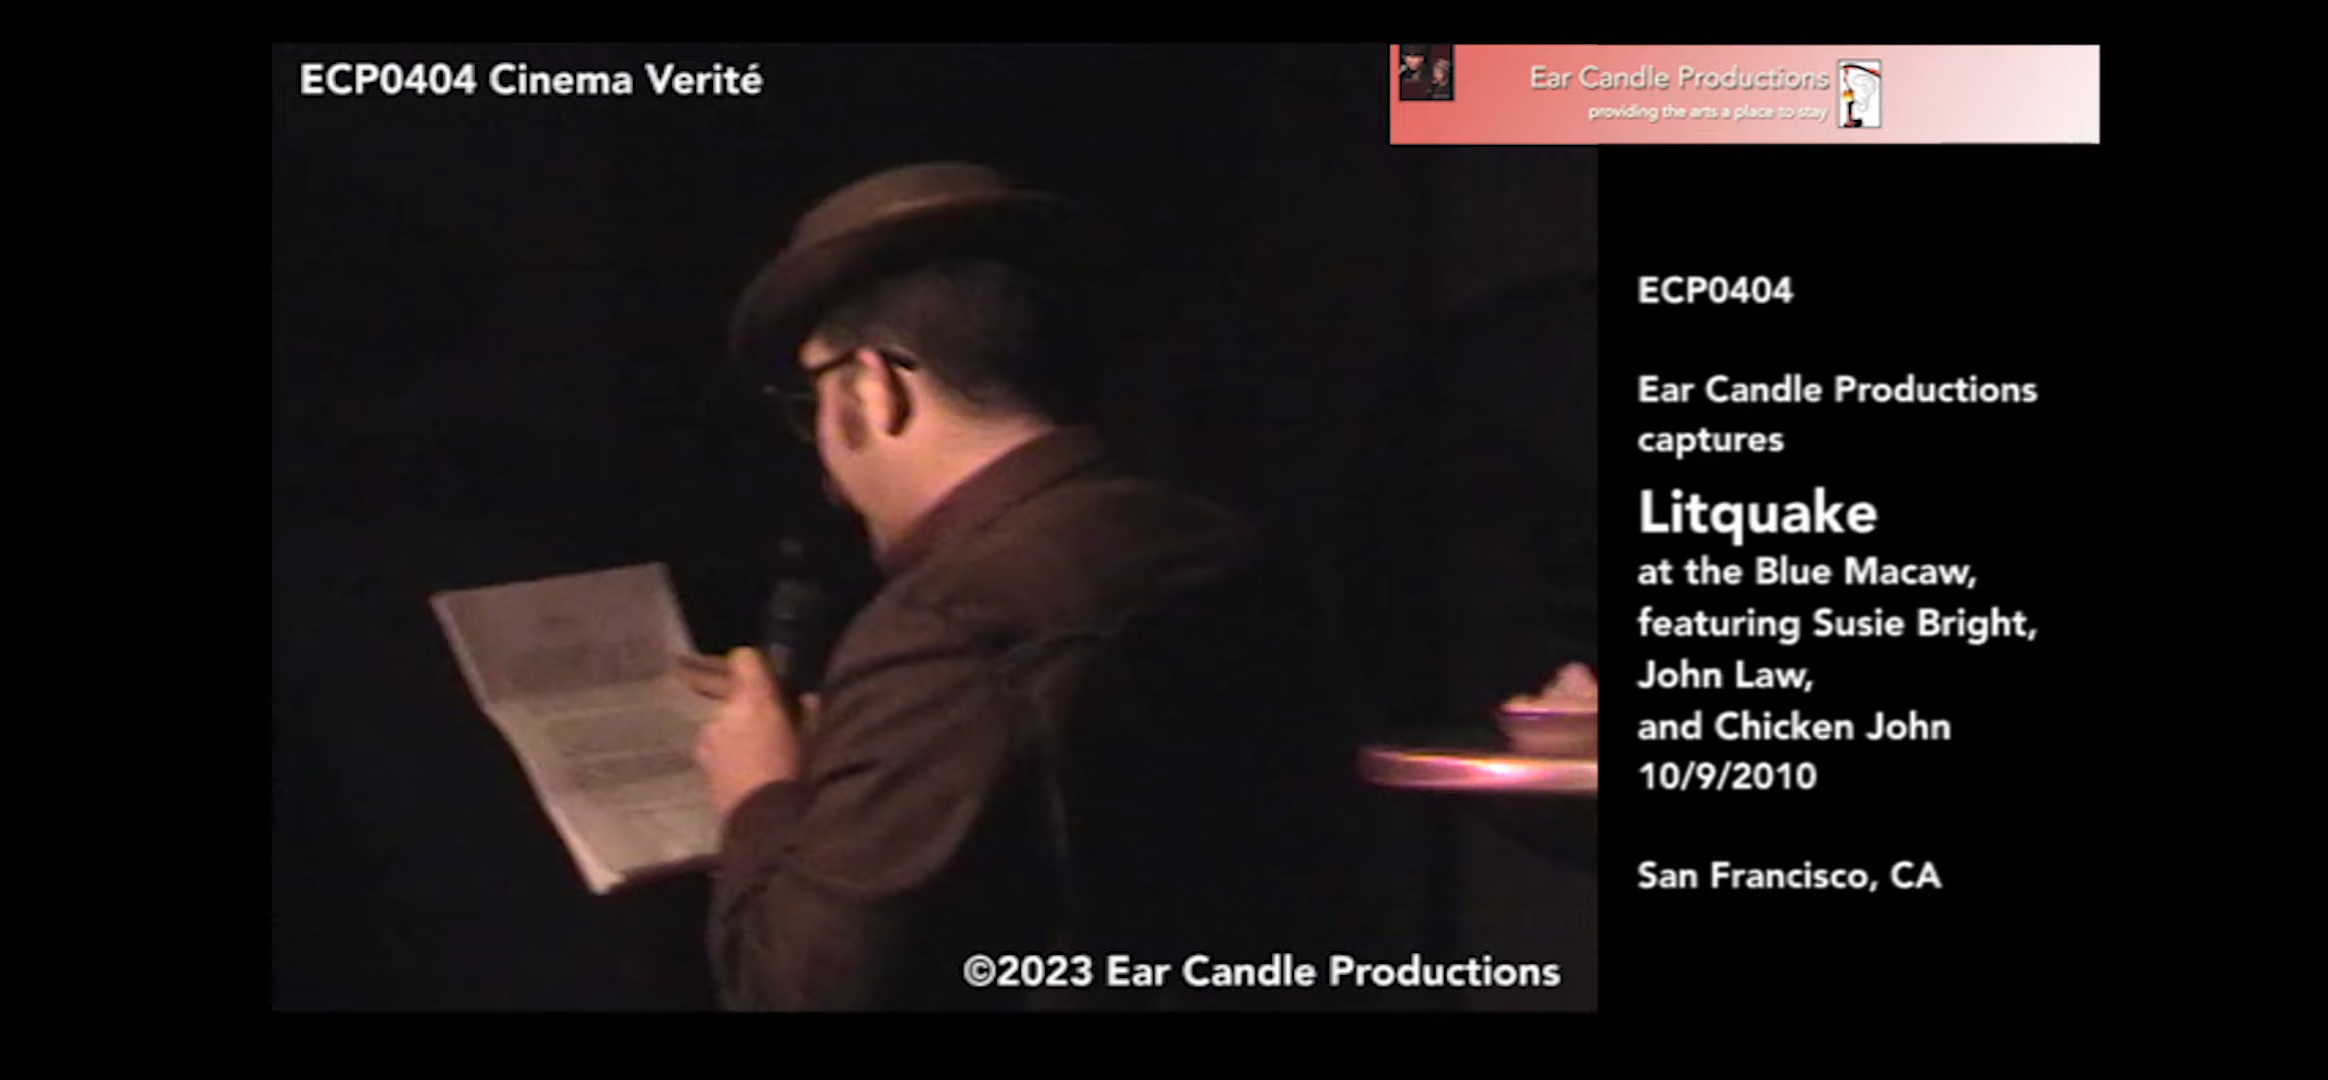 ECP0404 Cinema Verité
Ear Candle Productions
providing the arts a place to stay
ECP0404
Ear Candle Productions
captures
Litquake
at the Blue Macaw,
featuring Susie Bright,
John Law,
and Chicken John
10/9/2010
San Francisco, CA
©2023 Ear Candle Productions